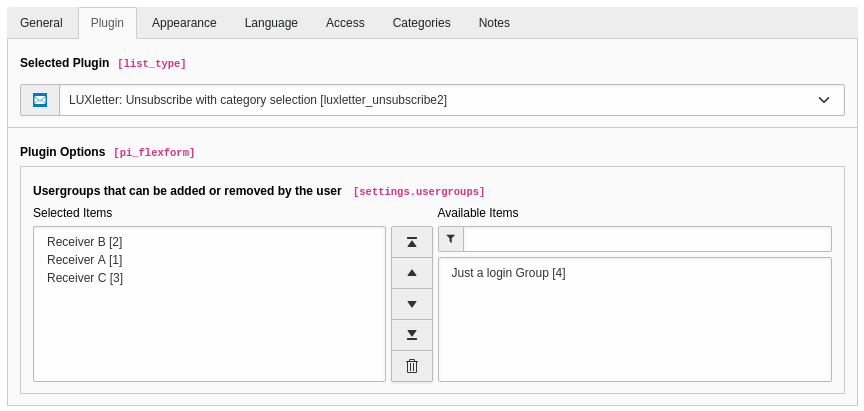 General Plugin Appearance Language Access Categories Notes
Selected Plugin [list_type]
LUXletter: Unsubscribe with category selection [luxletter_unsubscribe2]
Plugin Options [pi_flexform]
Usergroups that can be added or removed by the user [settings.usergroups]
Selected Items
Available Items
Receiver B [2]
Receiver A [1]
Receiver C [3]
Just a login Group [4]